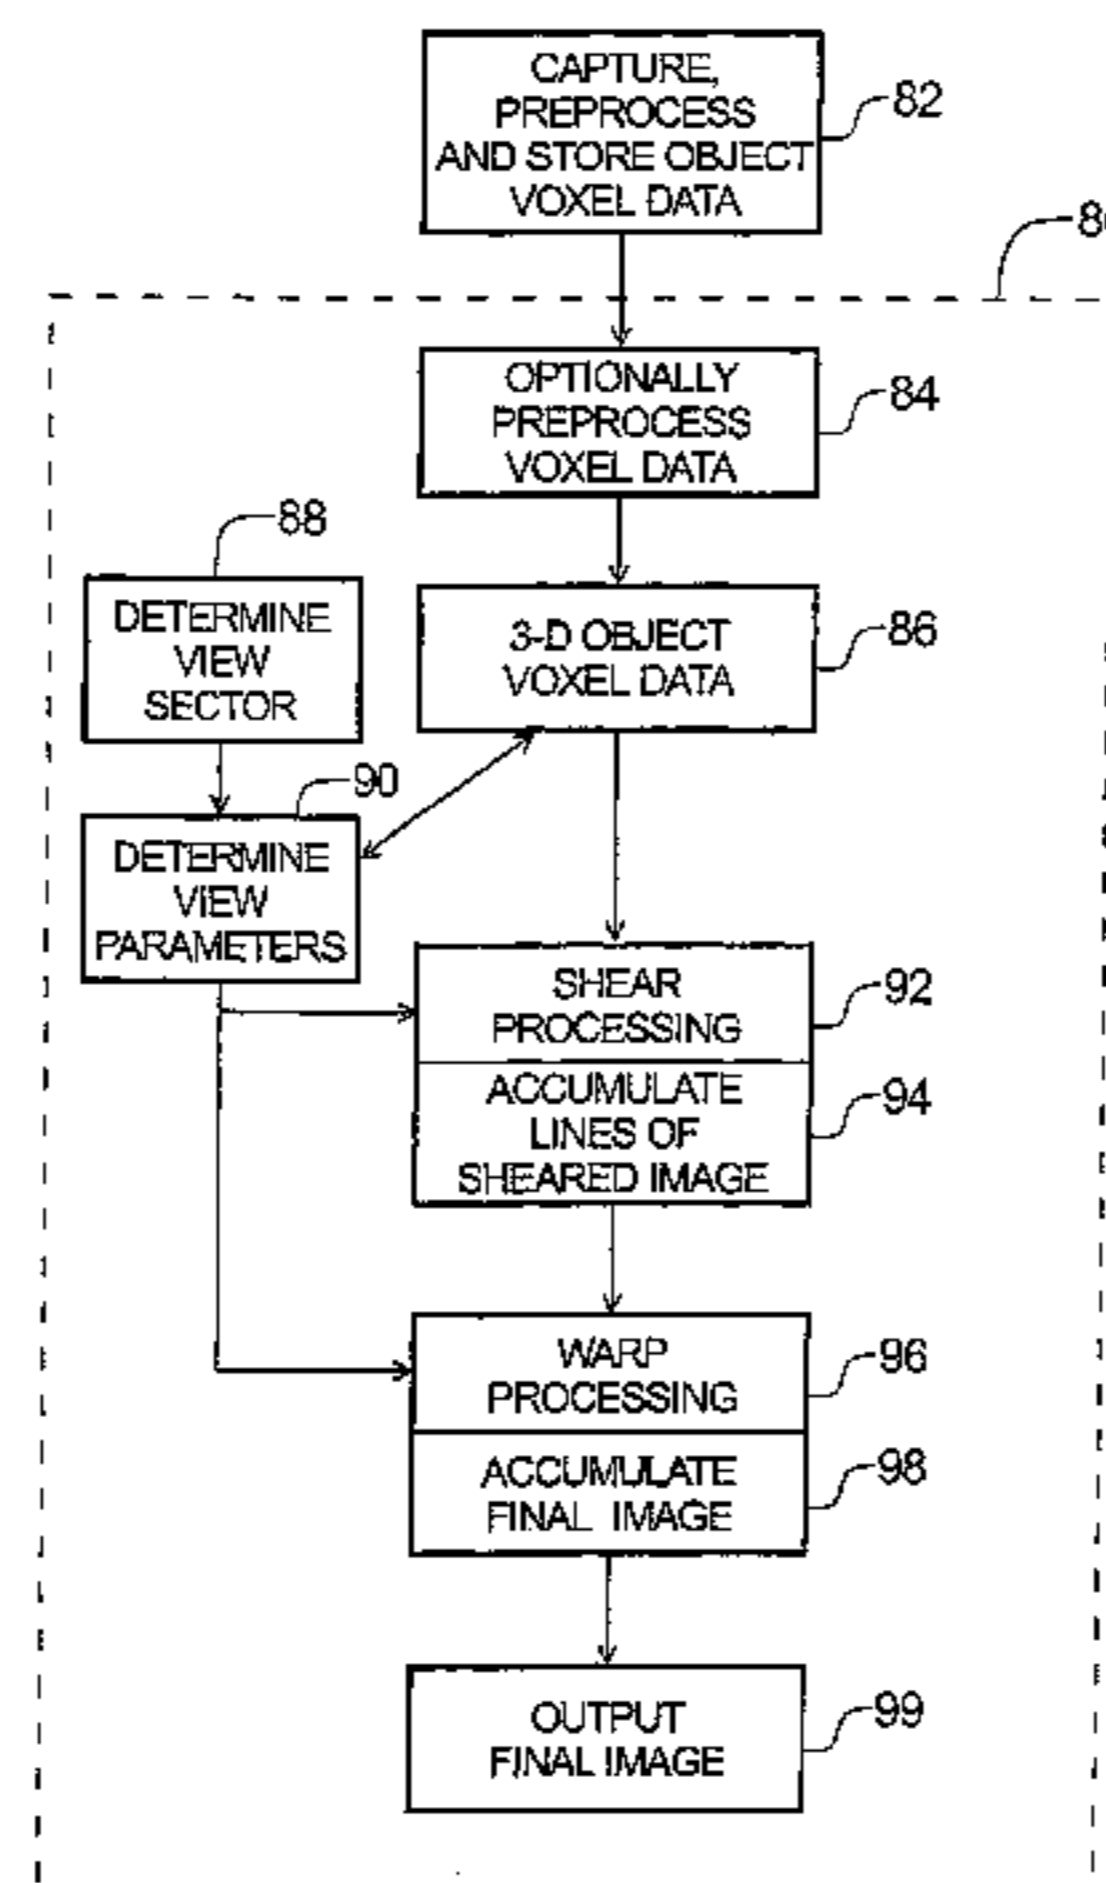 CAPTURE,
PREPROCESS
AND STORE OBJECT
VOXEL DATA
82
OPTIONALLY
PREPROCESS
VOXEL DATA
84
88
DETERMINE
VIEW
SECTOR
3-D OBJECT
VOXEL DATA
86
90
DETERMINE
VIEW
PARAMETERS
SHEAR
PROCESSING
92
ACCUMULATE
LINES OF
SHEARED IMAGE
94
WARP
PROCESSING
96
ACCUMULATE
FINAL IMAGE
98
OUTPUT
FINAL IMAGE
99